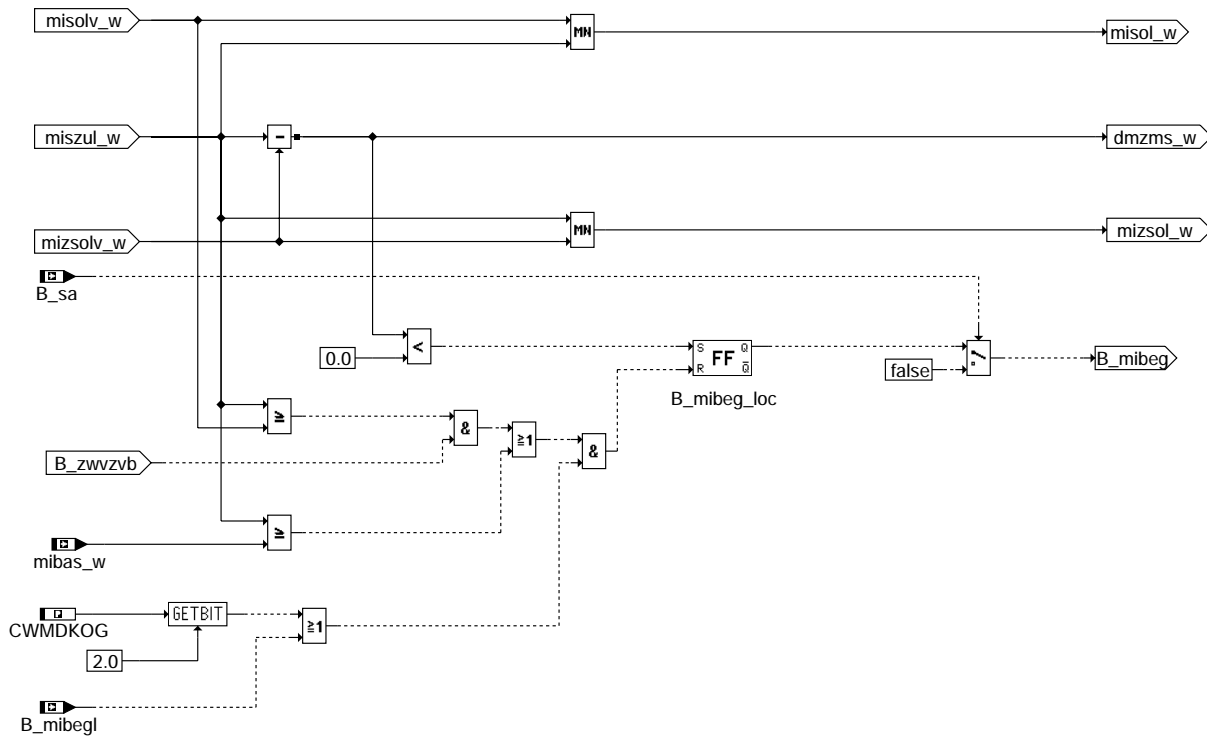 misolv_w
MN
misol_w
miszul_w
-
dmzms_w
mizsolv_w
MN
mizsol_w
B_sa
0.0
<
S Q
FF
R Q̅
B_mibeg_loc
false
B_mibeg
≥
&
B_zwvzvb
≥1
&
≥
mibas_w
P
CWMDKOG
GETBIT
≥1
2.0
B_mibegl